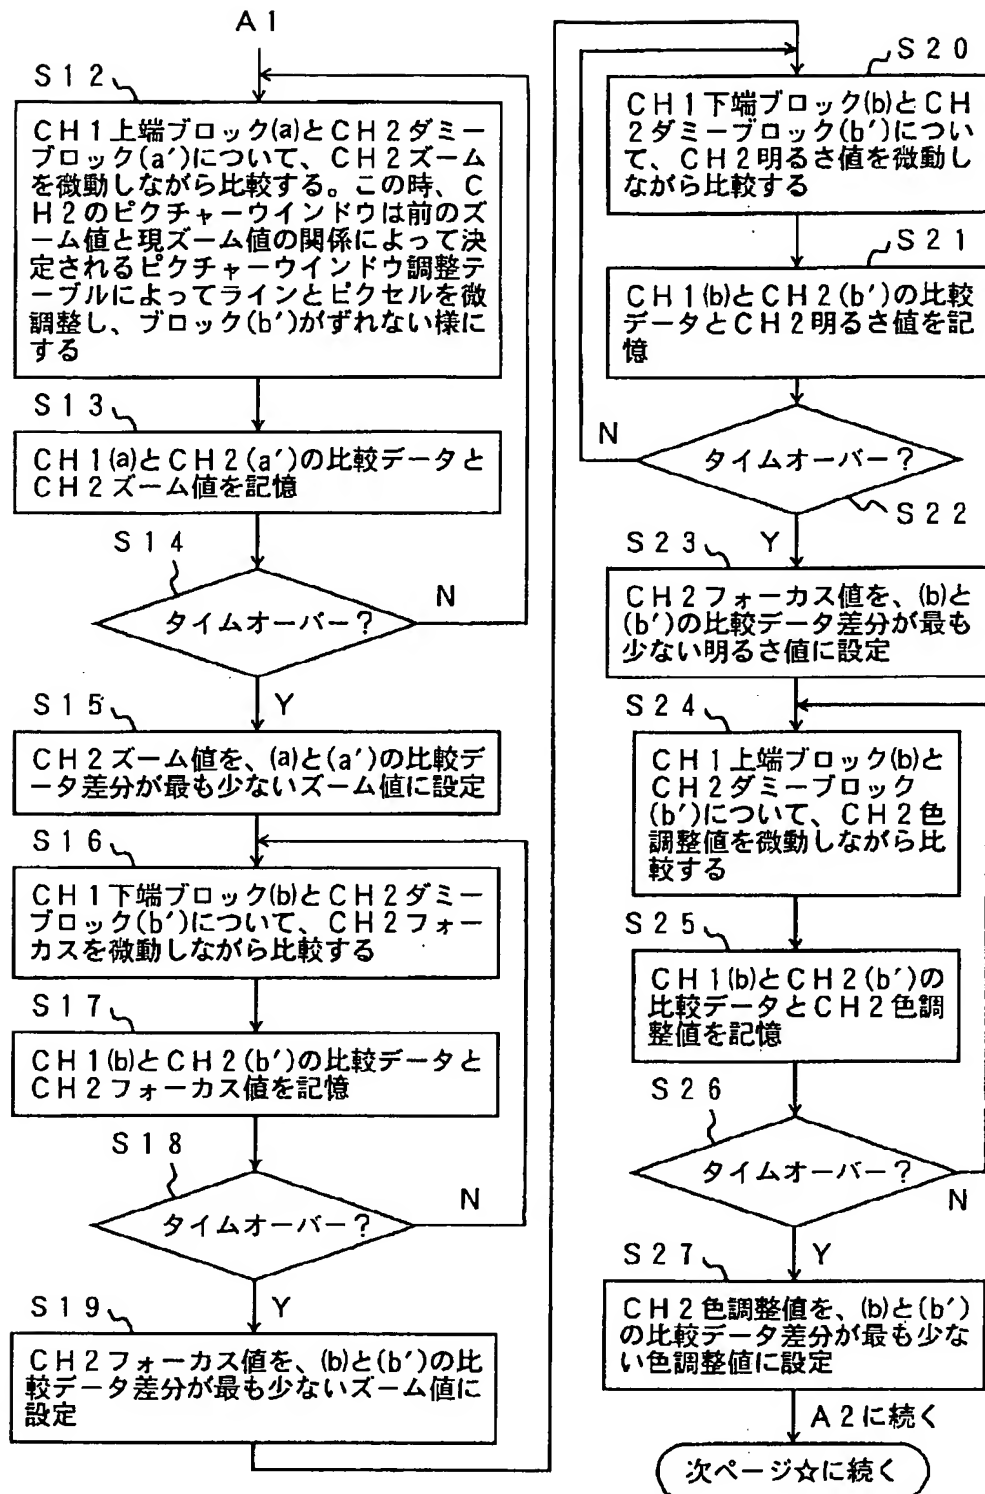 A1
S12
CH1上端ブロック(a)とCH2ダミー
ブロック(a′)について、CH2ズーム
を微動しながら比較する。この時、C
H2のピクチャーウインドウは前のズ
ーム値と現ズーム値の関係によって決
定されるピクチャーウインドウ調整テ
ーブルによってラインとピクセルを微
調整し、ブロック(b′)がずれない様に
する
S13
CH1(a)とCH2(a′)の比較データと
CH2ズーム値を記憶
S14
タイムオーバー?
N
Y
S15
CH2ズーム値を、(a)と(a′)の比較デ
ータ差分が最も少ないズーム値に設定
S16
CH1下端ブロック(b)とCH2ダミー
ブロック(b′)について、CH2フォー
カスを微動しながら比較する
S17
CH1(b)とCH2(b′)の比較データと
CH2フォーカス値を記憶
S18
タイムオーバー?
N
Y
S19
CH2フォーカス値を、(b)と(b′)の比
較データ差分が最も少ないズーム値に
設定
S20
CH1下端ブロック(b)とCH
2ダミーブロック(b′)につい
て、CH2明るさ値を微動し
ながら比較する
S21
CH1(b)とCH2(b′)の比較
データとCH2明るさ値を記
憶
N
タイムオーバー?
S22
Y
S23
CH2フォーカス値を、(b)と
(b′)の比較データ差分が最も
少ない明るさ値に設定
S24
CH1上端ブロック(b)と
CH2ダミーブロック
(b′)について、CH2色
調整値を微動しながら比
較する
S25
CH1(b)とCH2(b′)の
比較データとCH2色調
整値を記憶
S26
タイムオーバー?
N
Y
S27
CH2色調整値を、(b)と(b′)
の比較データ差分が最も少な
い色調整値に設定
A2に続く
次ページ☆に続く